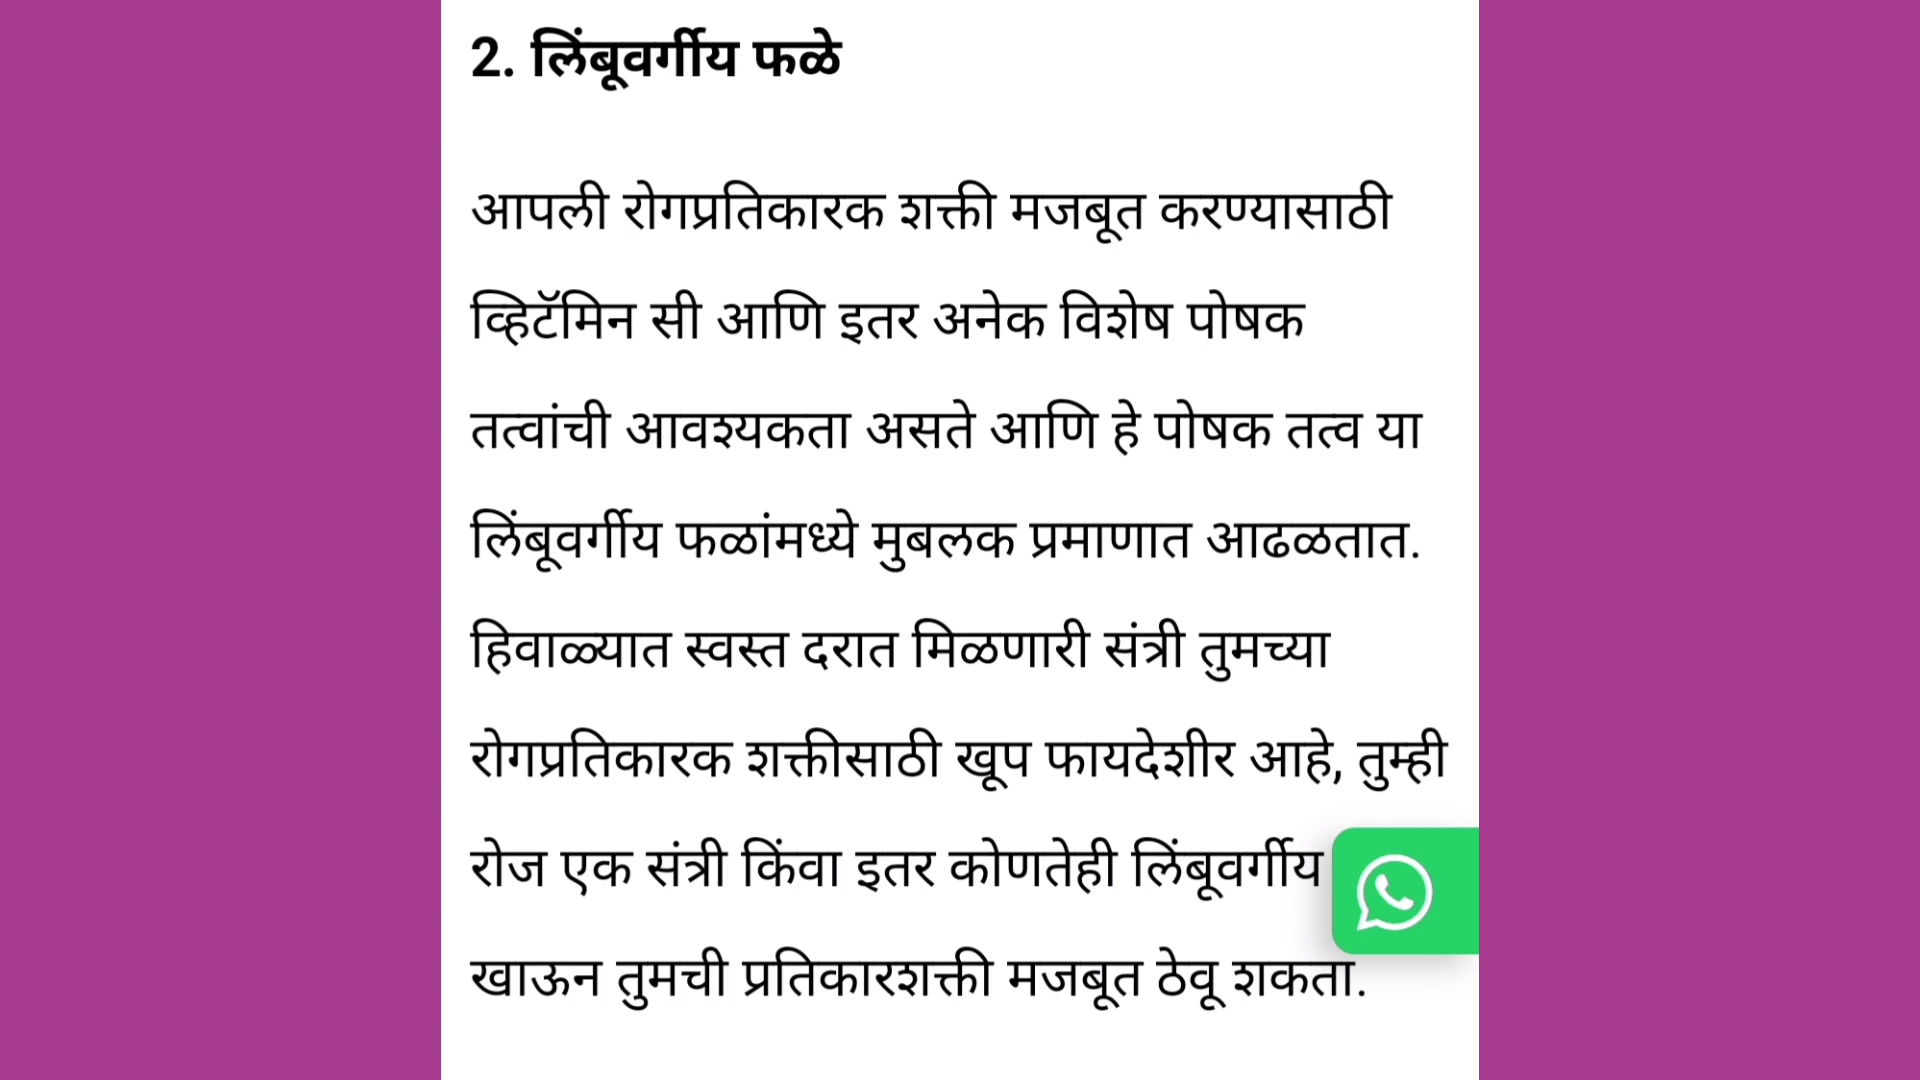 2. लिंबूवर्गीय फळे
आपली रोगप्रतिकारक शक्ती मजबूत करण्यासाठी
व्हिटॅमिन सी आणि इतर अनेक विशेष पोषक
तत्वांची आवश्यकता असते आणि हे पोषक तत्व या
लिंबूवर्गीय फळांमध्ये मुबलक प्रमाणात आढळतात.
हिवाळ्यात स्वस्त दरात मिळणारी संत्री तुमच्या
रोगप्रतिकारक शक्तीसाठी खूप फायदेशीर आहे, तुम्ही
रोज एक संत्री किंवा इतर कोणतेही लिंबूवर्गीय
खाऊन तुमची प्रतिकारशक्ती मजबूत ठेवू शकता.